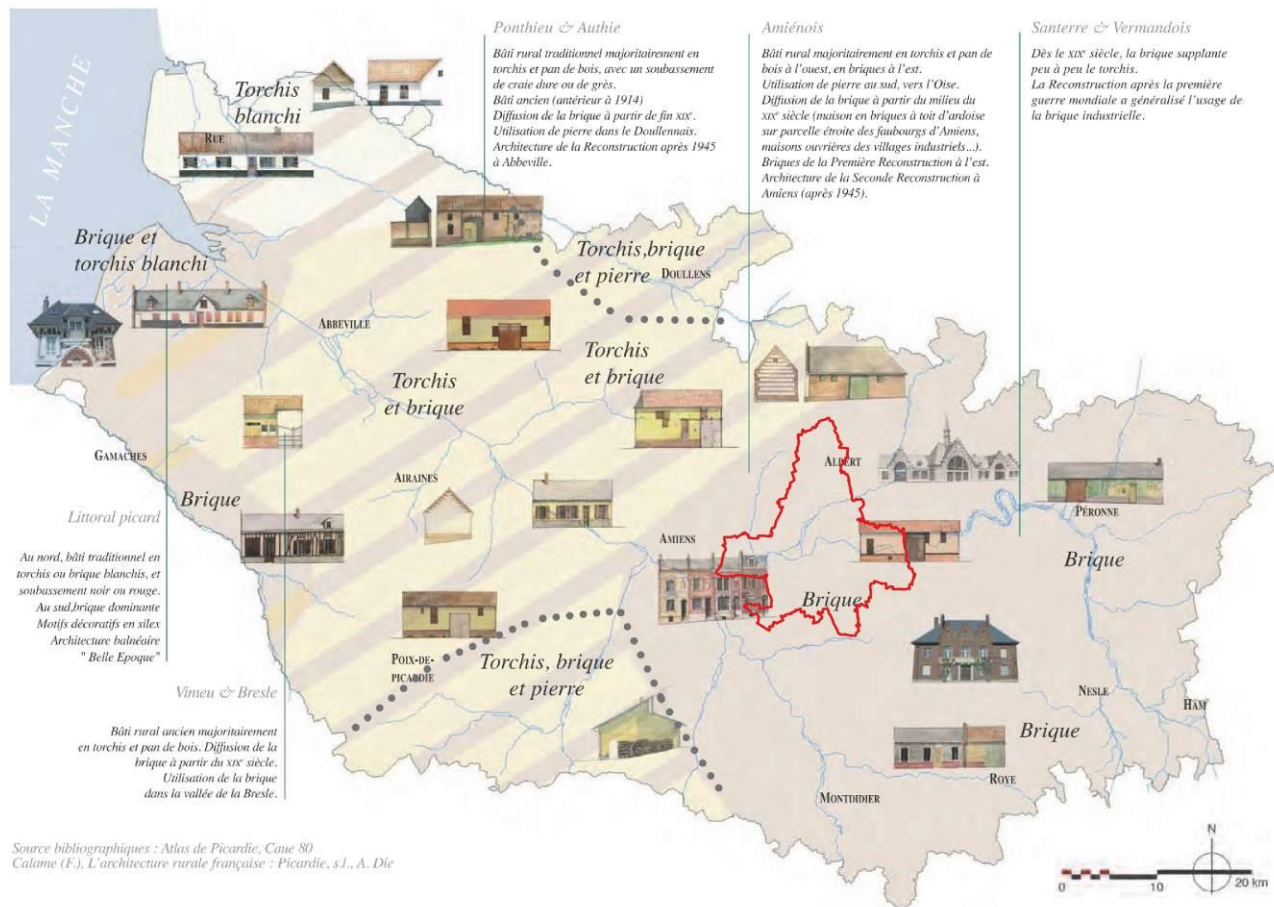 Ponthieu & Authie
Bâti rural traditionnel majoritairement en
torchis et pan de bois, avec un soubassement
de craie dure ou de grès.
Bâti ancien (antérieur à 1914)
Diffusion de la brique à partir de fin XIXᵉ.
Utilisation de pierre dans le Doullennais.
Architecture de la Reconstruction après 1945
à Abbeville.
Amiénois
Bâti rural majoritairement en torchis et pan de
bois à l'ouest, en briques à l'est.
Utilisation de pierre au sud, vers l'Oise.
Diffusion de la brique à partir du milieu du
XIXᵉ siècle (maison en briques à toit d'ardoise
sur parcelle étroite des faubourgs d'Amiens,
maisons ouvrières des villages industriels...).
Briques de la Première Reconstruction à l'est.
Architecture de la Seconde Reconstruction à
Amiens (après 1945).
Santerre & Vermandois
Dès le XIXᵉ siècle, la brique supplante
peu à peu le torchis.
La Reconstruction après la première
guerre mondiale a généralisé l'usage de
la brique industrielle.
LA MANCHE
Torchis
blanchi
RUE
Brique et
torchis blanchi
Torchis, brique
et pierre
DOULLENS
ABBEVILLE
Torchis
et brique
Torchis
et brique
GAMACHES
AIRAINES
ALBERT
PÉRONNE
Brique
AMIENS
Brique
Brique
Littoral picard
Au nord, bâti traditionnel en
torchis ou brique blanchis, et
soubassement noir ou rouge.
Au sud,brique dominante
Motifs décoratifs en silex
Architecture balnéaire
" Belle Epoque"
POIX-DE-
PICARDIE
Torchis, brique
et pierre
Vimeu & Bresle
Bâti rural ancien majoritairement
en torchis et pan de bois. Diffusion de la
brique à partir du XIXᵉ siècle.
Utilisation de la brique
dans la vallée de la Bresle.
NESLE
HAM
Brique
ROYE
MONTDIDIER
Source bibliographiques : Atlas de Picardie, Caue 80
Calame (F.), L'architecture rurale française : Picardie, s.l., A. Die
N
0 10 20 km